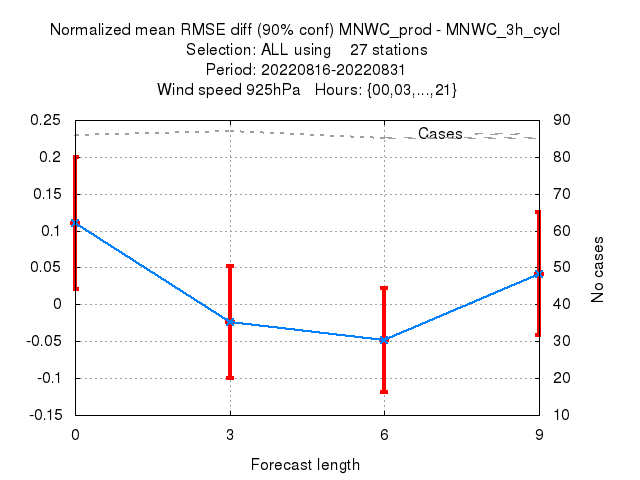 Normalized mean RMSE diff (90% conf) MNWC_prod - MNWC_3h_cycl
Selection: ALL using 27 stations
Period: 20220816-20220831
Wind speed 925hPa Hours: {00,03,...,21}
0.25
0.2
0.15
0.1
0.05
0
-0.05
-0.1
-0.15
Cases
90
80
70
60
50
40
30
20
10
No cases
0 3 6 9
Forecast length